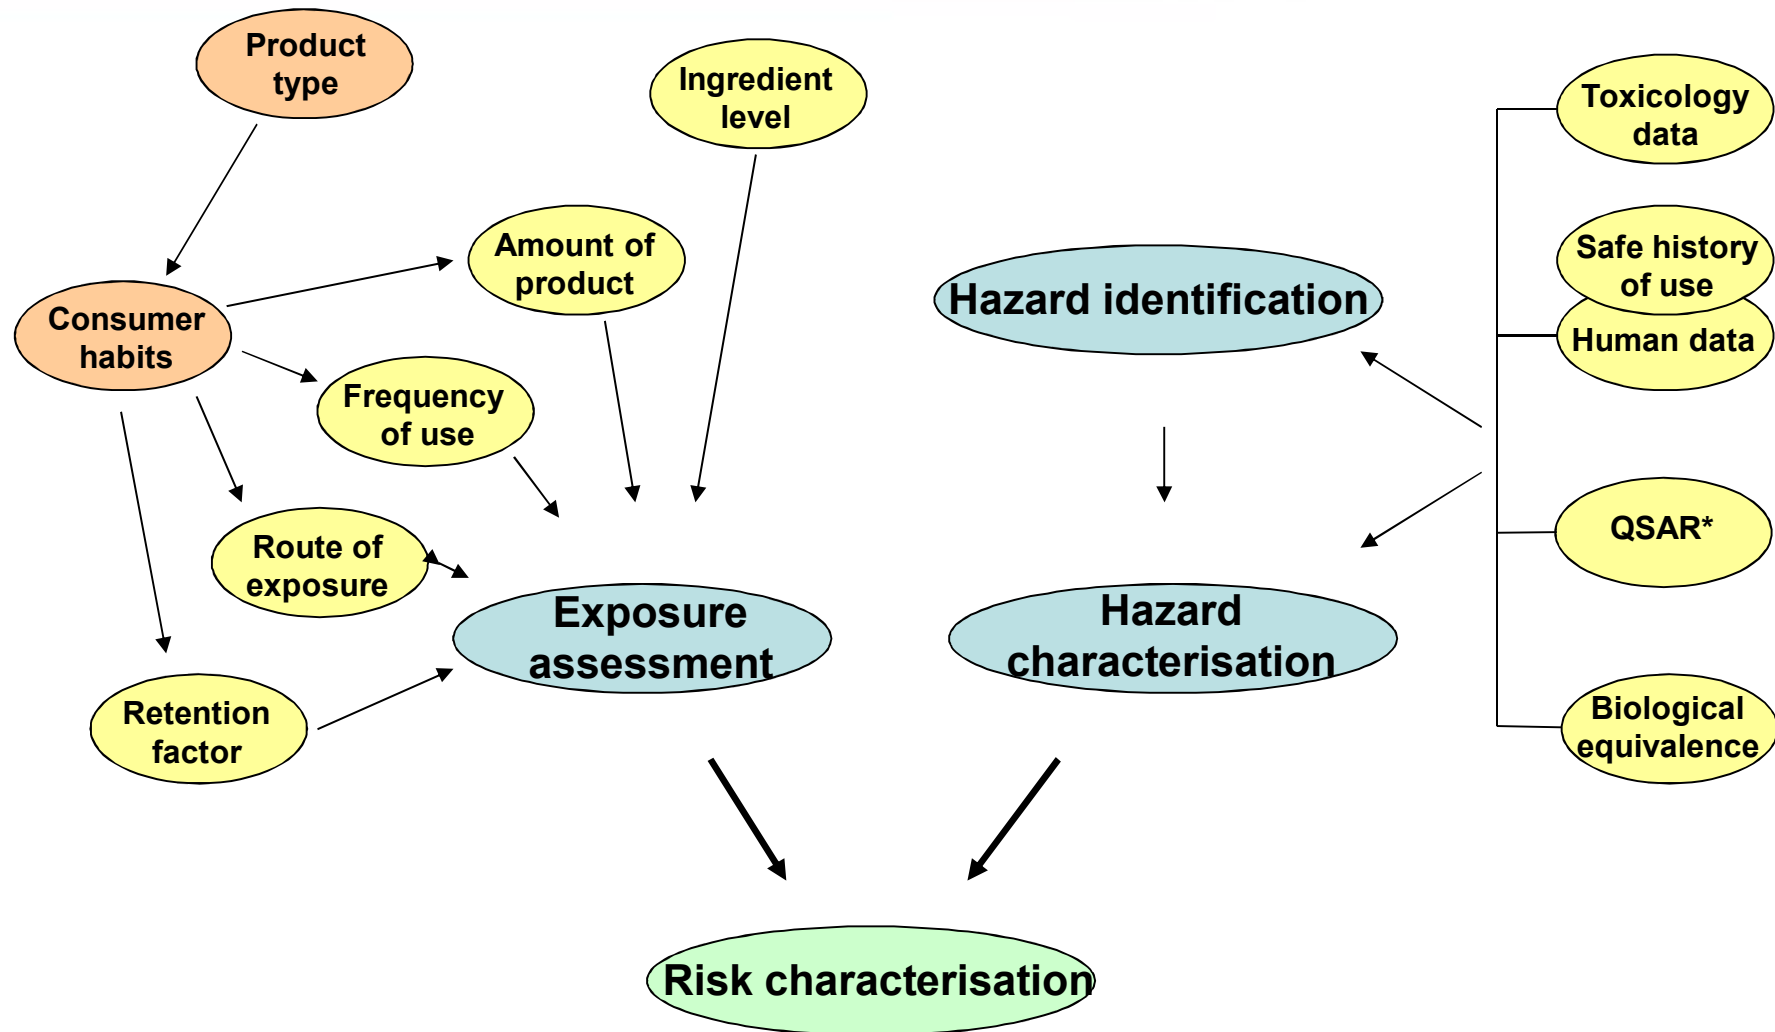 Product
type
Ingredient
level
Toxicology
data
Amount of
product
Safe history
of use
Hazard identification
Consumer
habits
Human data
Frequency
of use
Route of
exposure
QSAR*
Exposure
assessment
Hazard
characterisation
Retention
factor
Biological
equivalence
Risk characterisation